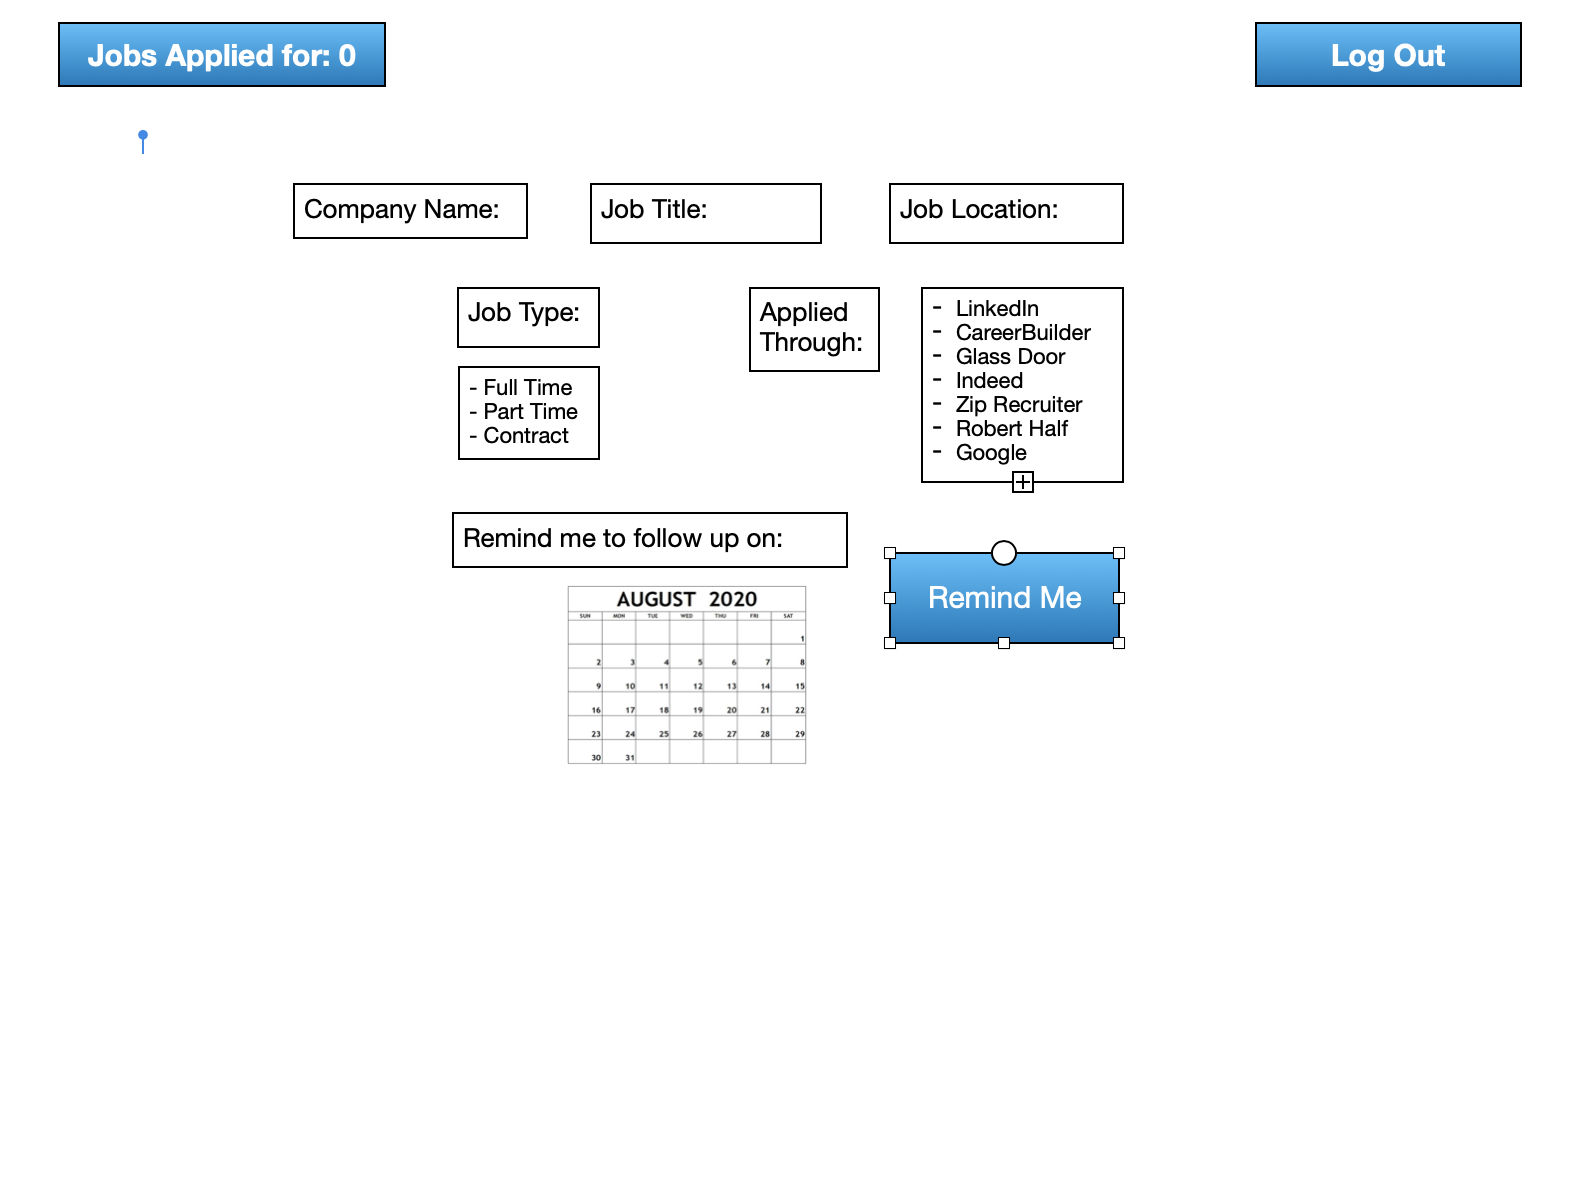 Jobs Applied for: 0
Log Out
Company Name:
Job Title:
Job Location:
Job Type:
- Full Time
- Part Time
- Contract
Applied
Through:
- LinkedIn
- CareerBuilder
- Glass Door
- Indeed
- Zip Recruiter
- Robert Half
- Google
Remind me to follow up on:
Remind Me
AUGUST 2020
SUN MON TUE WED THU FRI SAT
1
2 3 4 5 6 7 8
9 10 11 12 13 14 15
16 17 18 19 20 21 22
23 24 25 26 27 28 29
30 31